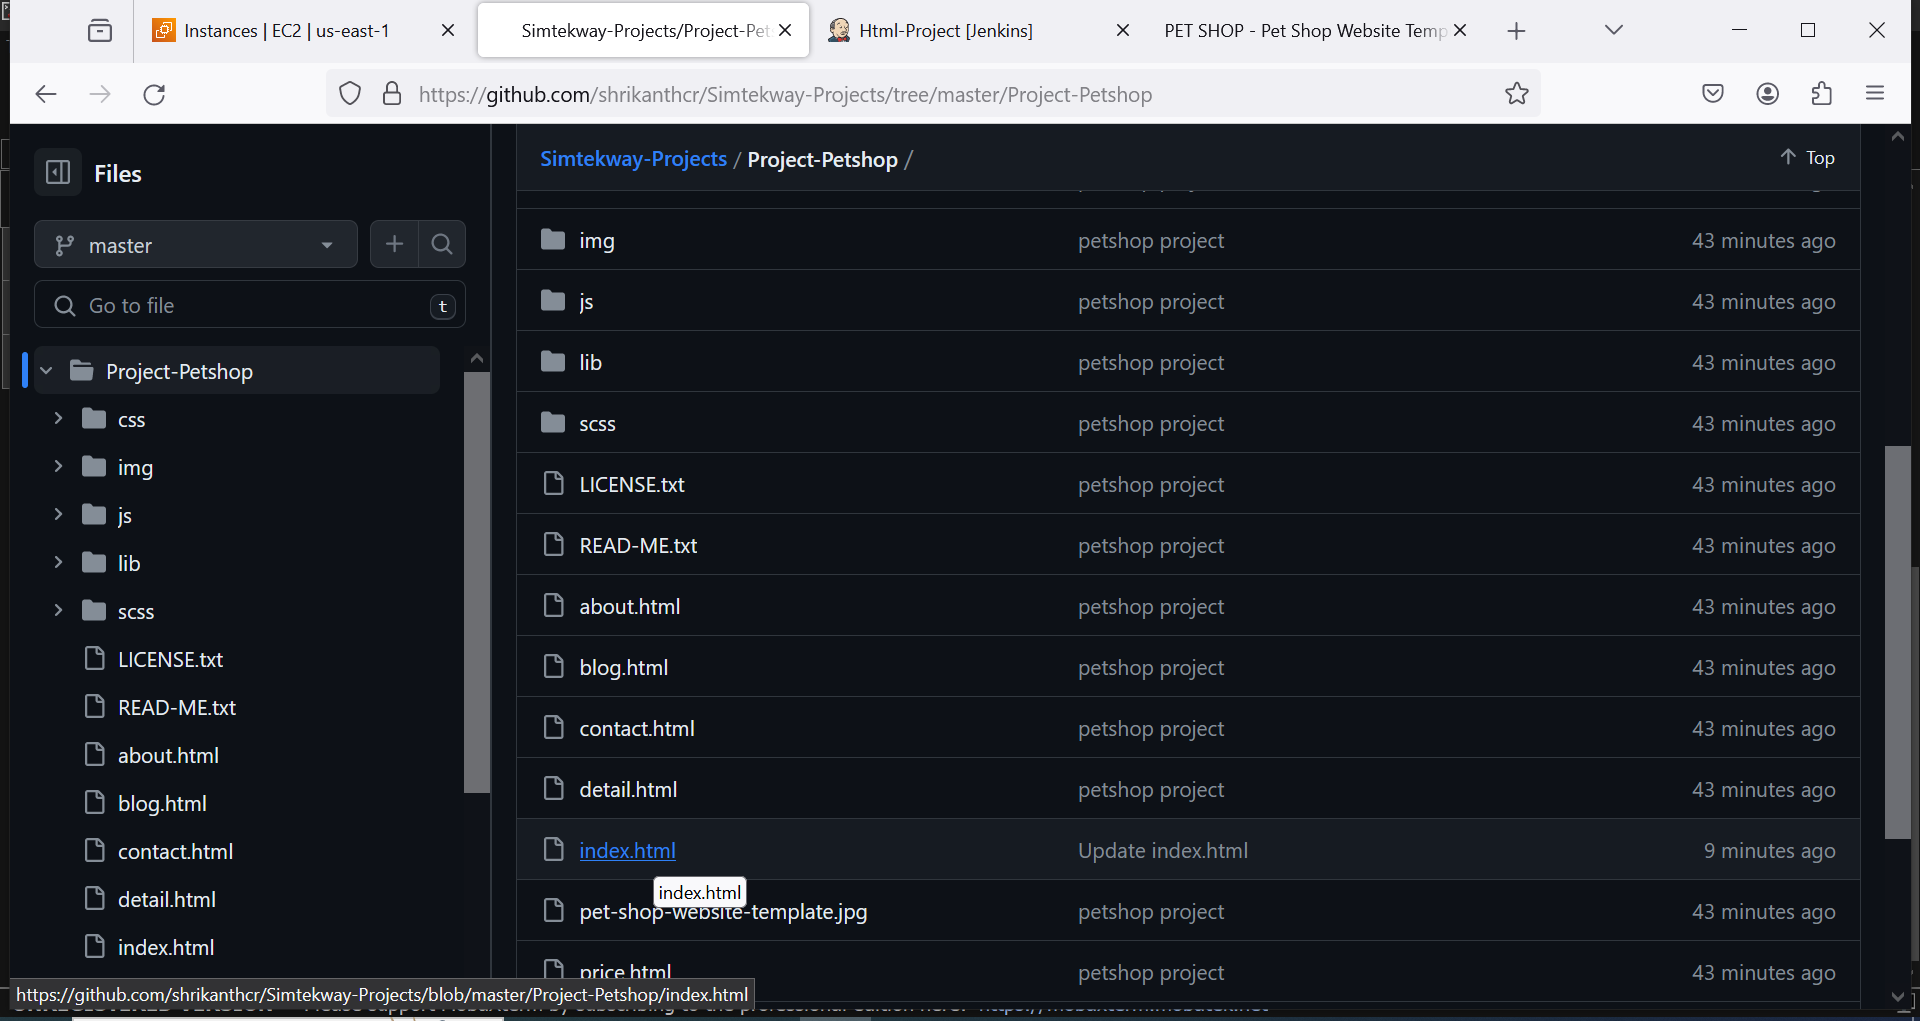 Instances | EC2 | us-east-1
Simtekway-Projects/Project-Pet
Html-Project [Jenkins]
PET SHOP - Pet Shop Website Temp
https://github.com/shrikanthcr/Simtekway-Projects/tree/master/Project-Petshop
Files
master
Go to file
t
Project-Petshop
css
img
js
lib
scss
LICENSE.txt
READ-ME.txt
about.html
blog.html
contact.html
detail.html
index.html
Simtekway-Projects / Project-Petshop /
Top
img petshop project 43 minutes ago
js petshop project 43 minutes ago
lib petshop project 43 minutes ago
scss petshop project 43 minutes ago
LICENSE.txt petshop project 43 minutes ago
READ-ME.txt petshop project 43 minutes ago
about.html petshop project 43 minutes ago
blog.html petshop project 43 minutes ago
contact.html petshop project 43 minutes ago
detail.html petshop project 43 minutes ago
index.html Update index.html 9 minutes ago
index.html
pet-shop-website-template.jpg petshop project 43 minutes ago
price.html petshop project 43 minutes ago
https://github.com/shrikanthcr/Simtekway-Projects/blob/master/Project-Petshop/index.html